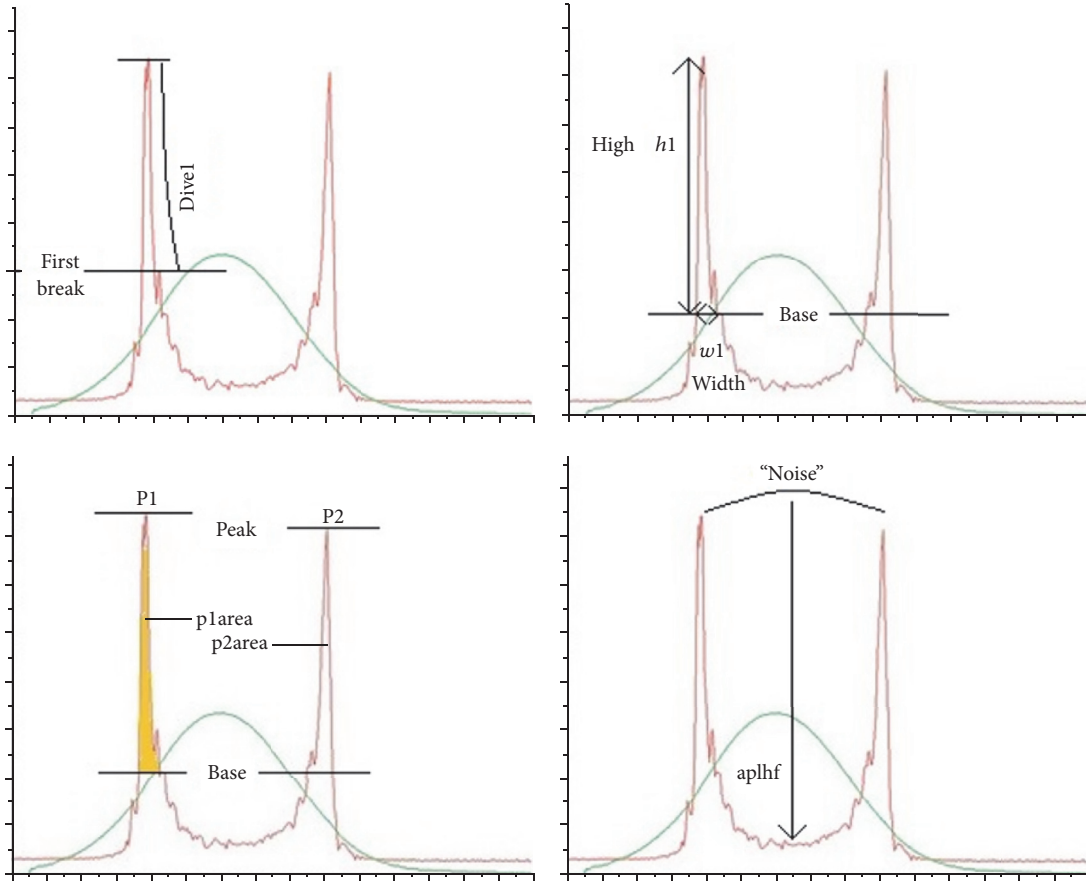 Dive1
First
break
High h1
Base
w1
Width
P1
Peak
P2
p1area
p2area
Base
“Noise”
aplhf